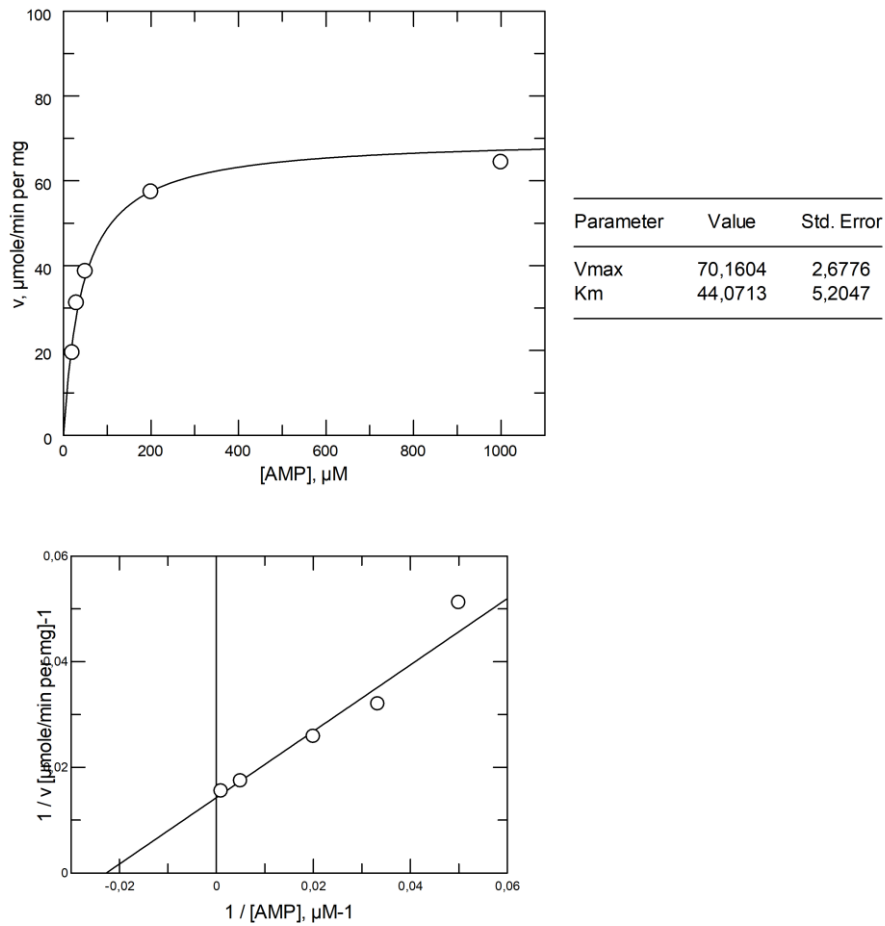 100
80
60
40
20
0
v, µmole/min per mg
0 200 400 600 800 1000
[AMP], µM
Parameter Value Std. Error
Vmax 70,1604 2,6776
Km 44,0713 5,2047
0,06
0,04
0,02
0
1 / v [µmole/min per mg]-1
-0,02 0 0,02 0,04 0,06
1 / [AMP], µM-1